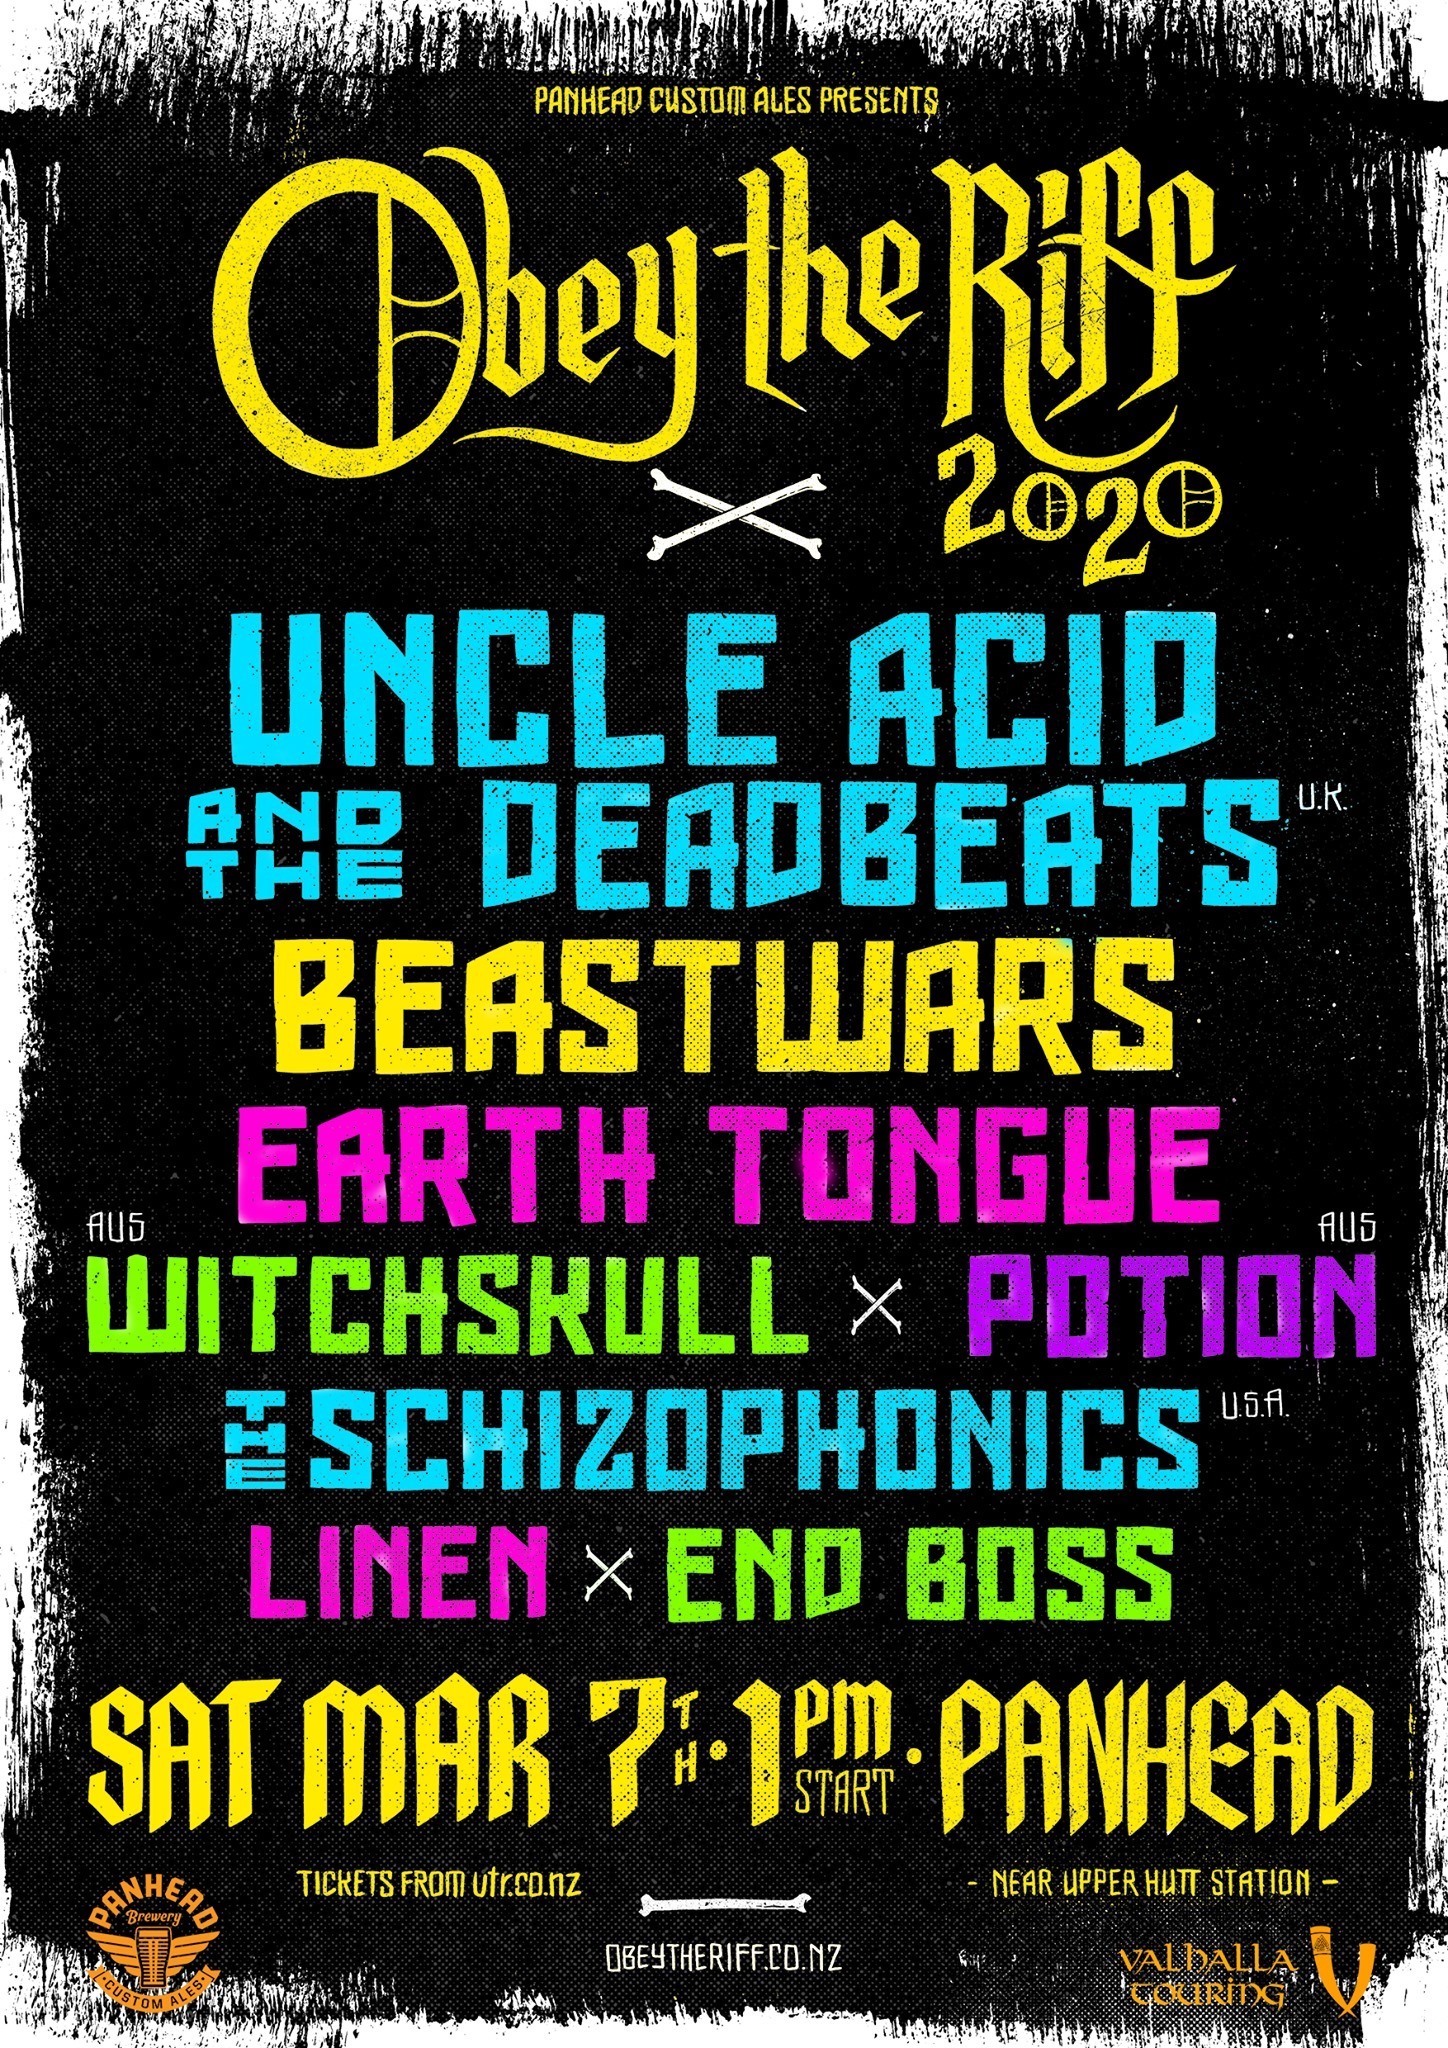 PANHEAD CUSTOM ALES PRESENTS
Obey the Riff
2020
UNCLE ACID
AND THE DEADBEATS U.K.
BEASTWARS
EARTH TONGUE
AUS AUS
WITCHSKULL POTION
THE SCHIZOPHONICS U.S.A.
LINEN END BOSS
SAT MAR 7TH · 1PM START · PANHEAD
TICKETS FROM utr.co.nz
- NEAR UPPER HUTT STATION -
OBEYTHERIFF.CO.NZ
PANHEAD
Brewery
· CUSTOM ALES ·
VALHALLA
TOURING